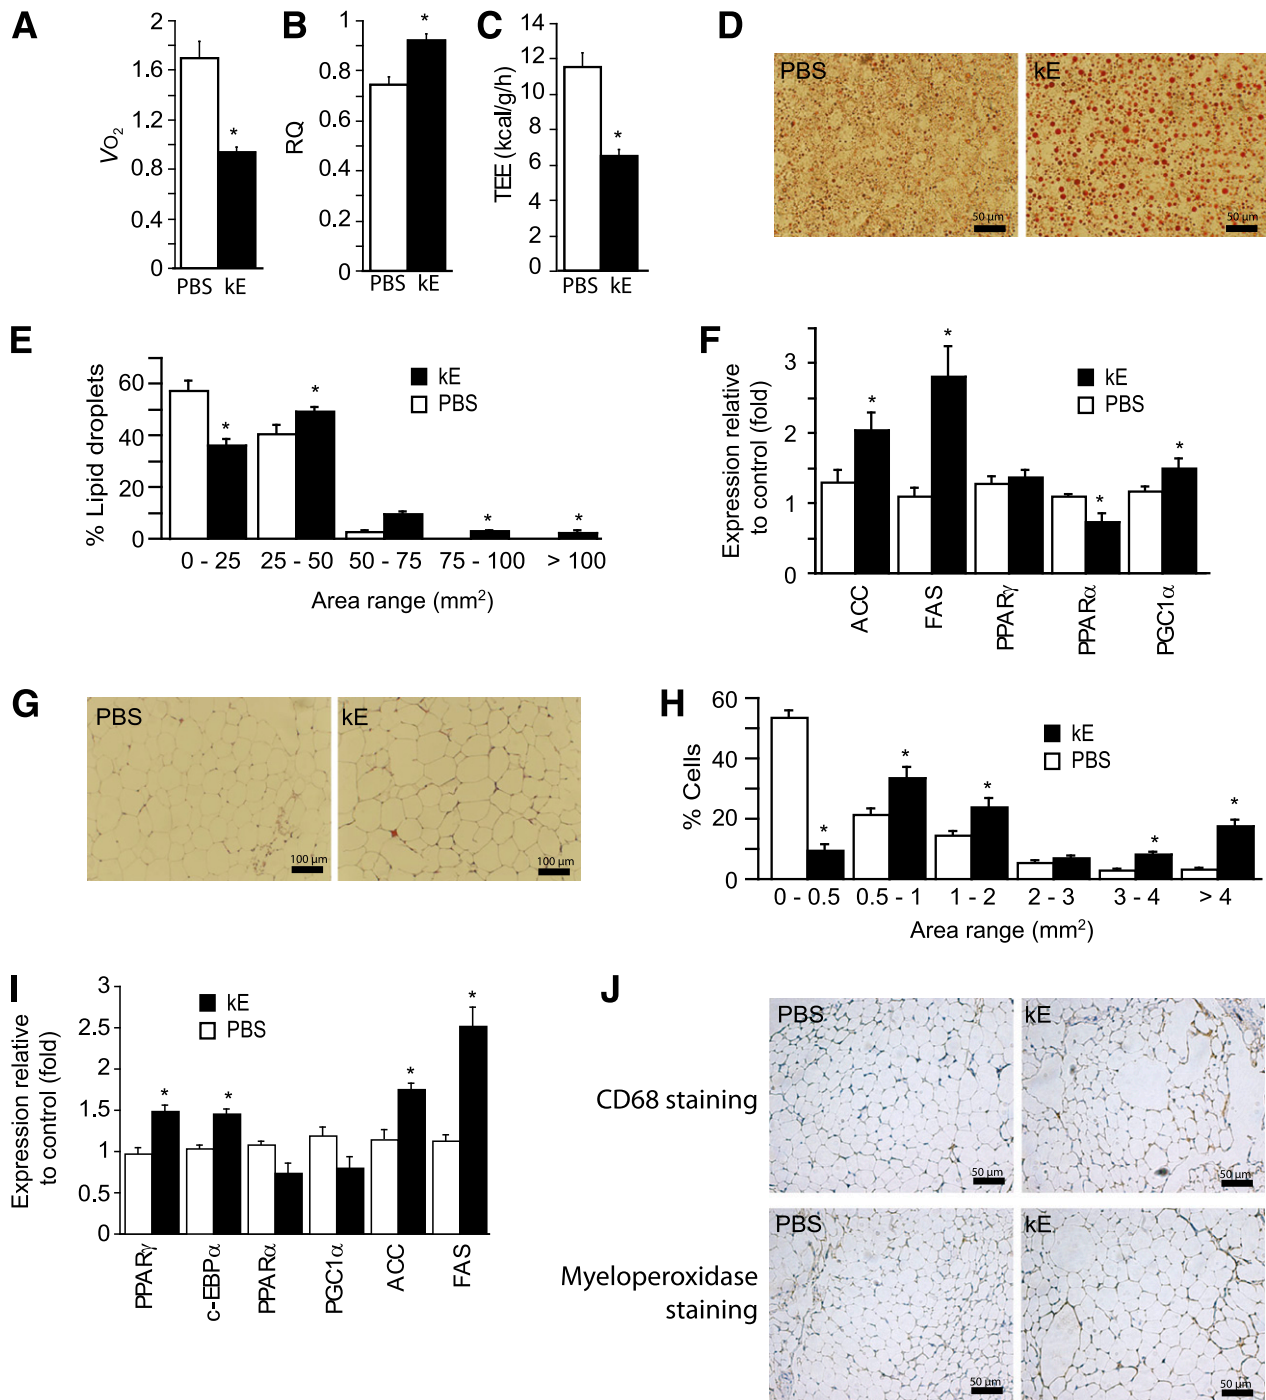 A
2
1.6
1.2
0.8
0.4
0
VO2
*
PBS kE
B
1
0.8
0.6
0.4
0.2
0
RQ
*
PBS kE
C
14
12
10
8
6
4
2
0
TEE (kcal/g/h)
*
PBS kE
D
PBS
50 µm
kE
50 µm
E
60
40
20
0
% Lipid droplets
kE
PBS
* * * *
0 - 25 25 - 50 50 - 75 75 - 100 > 100
Area range (mm²)
F
3
2
1
0
Expression relative
to control (fold)
kE
PBS
* * * *
ACC FAS PPARγ PPARα PGC1α
G
PBS
100 µm
kE
100 µm
H
60
40
20
0
% Cells
kE
PBS
* * * * *
0 - 0.5 0.5 - 1 1 - 2 2 - 3 3 - 4 > 4
Area range (mm²)
I
3
2.5
2
1.5
1
0.5
0
Expression relative
to control (fold)
kE
PBS
* * * *
PPARγ c-EBPα PPARα PGC1α ACC FAS
J
CD68 staining
PBS
50 µm
kE
50 µm
Myeloperoxidase
staining
PBS
50 µm
kE
50 µm